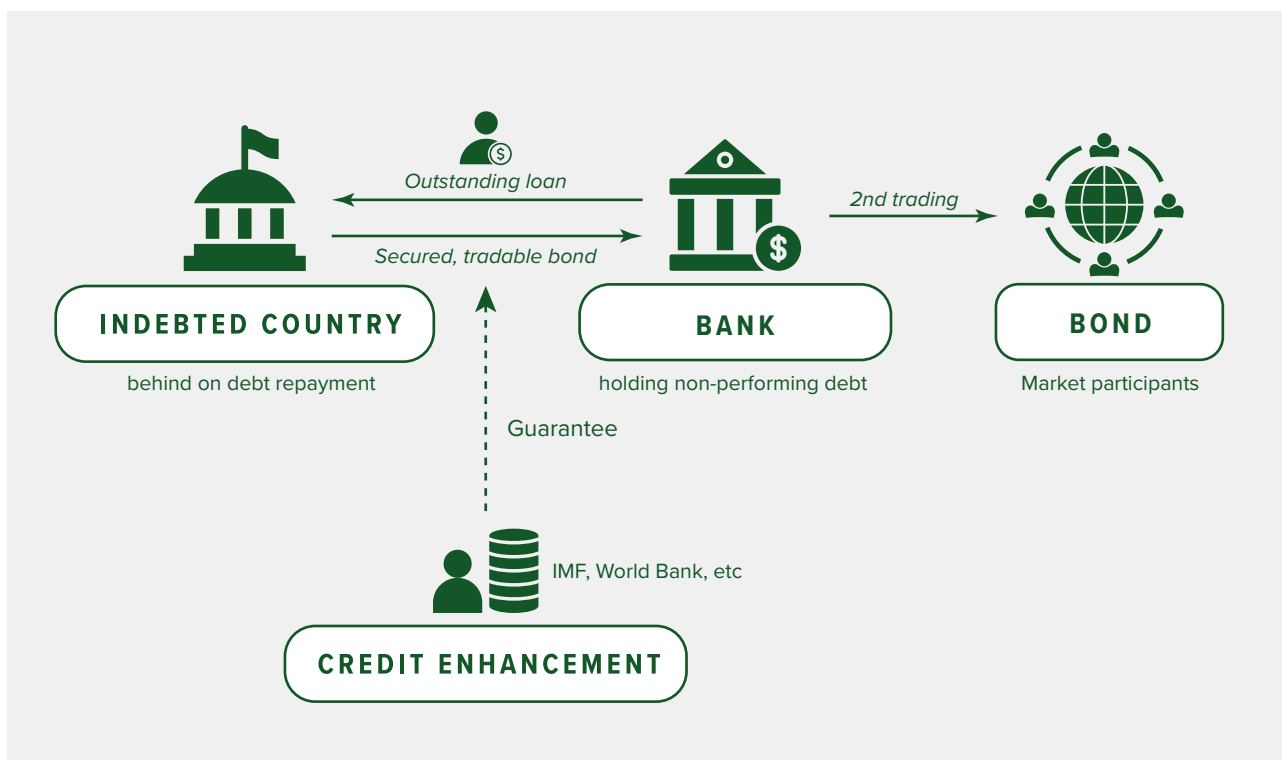 Outstanding loan
$
2nd trading
Secured, tradable bond
$
INDEBTED COUNTRY
BANK
BOND
behind on debt repayment
holding non-performing debt
Market participants
Guarantee
IMF, World Bank, etc
CREDIT ENHANCEMENT